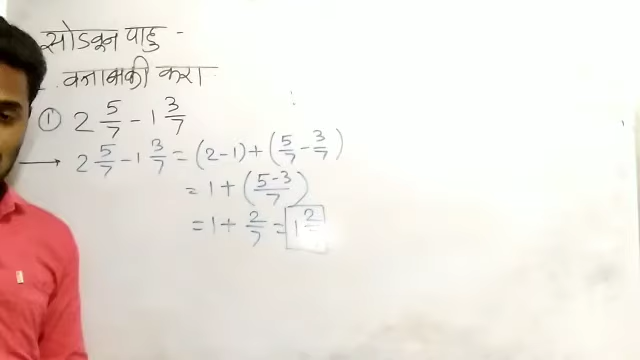 सोडवून पाहु -
वजाबाकी करा.
① 2 5/7 - 1 3/7
→ 2 5/7 - 1 3/7 = (2-1) + (5/7 - 3/7)
= 1 + (5-3/7)
= 1 + 2/7 = 1 2/